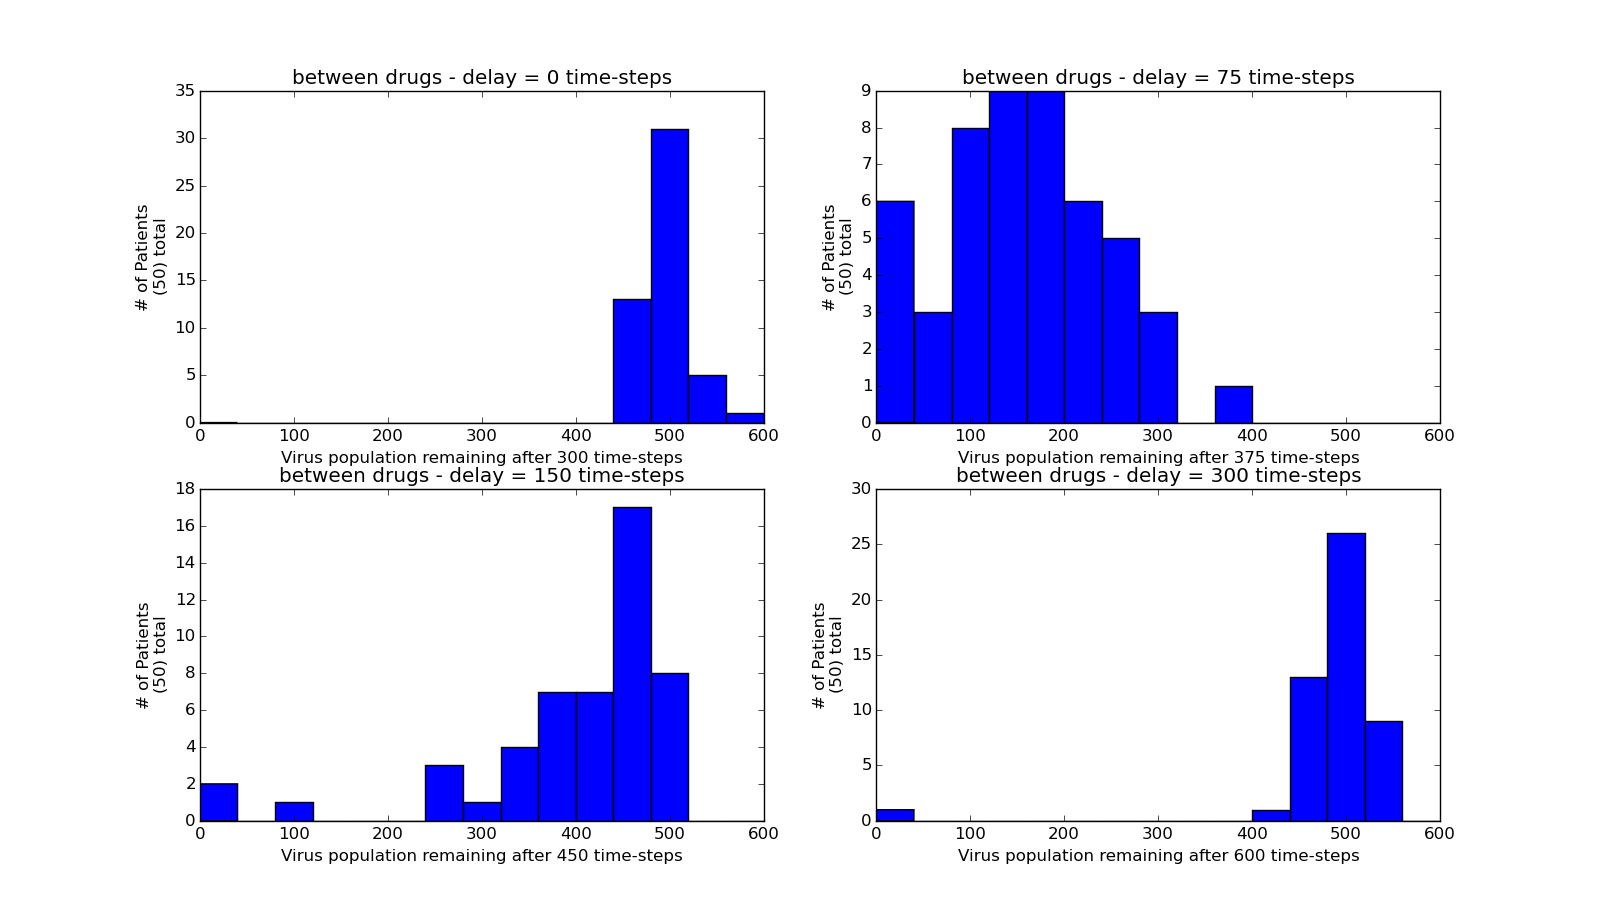 between drugs - delay = 0 time-steps
35
30
25
20
15
10
5
0
# of Patients
(50) total
0 100 200 300 400 500 600
Virus population remaining after 300 time-steps
between drugs - delay = 75 time-steps
9
8
7
6
5
4
3
2
1
0
# of Patients
(50) total
0 100 200 300 400 500 600
Virus population remaining after 375 time-steps
between drugs - delay = 150 time-steps
18
16
14
12
10
8
6
4
2
0
# of Patients
(50) total
0 100 200 300 400 500 600
Virus population remaining after 450 time-steps
between drugs - delay = 300 time-steps
30
25
20
15
10
5
0
# of Patients
(50) total
0 100 200 300 400 500 600
Virus population remaining after 600 time-steps